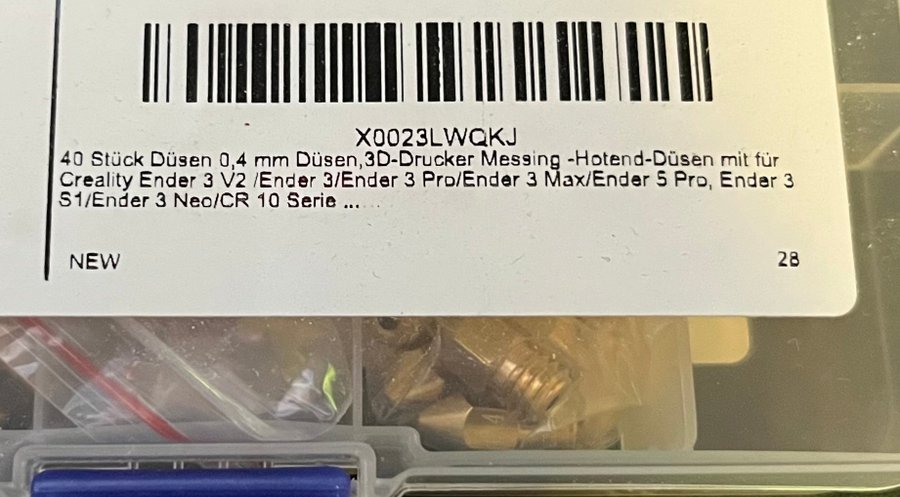 X0023LWQKJ
40 Stück Düsen 0,4 mm Düsen,3D-Drucker Messing -Hotend-Düsen mit für
Creality Ender 3 V2 /Ender 3/Ender 3 Pro/Ender 3 Max/Ender 5 Pro, Ender 3
S1/Ender 3 Neo/CR 10 Serie ...
NEW
28